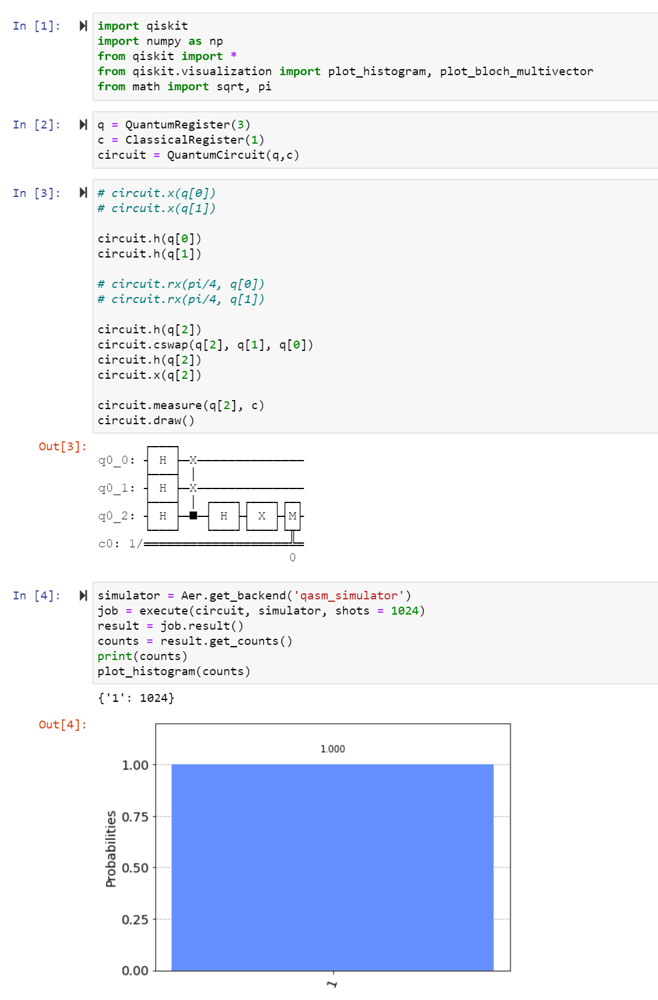 In [1]:
import qiskit
import numpy as np
from qiskit import *
from qiskit.visualization import plot_histogram, plot_bloch_multivector
from math import sqrt, pi
In [2]:
q = QuantumRegister(3)
c = ClassicalRegister(1)
circuit = QuantumCircuit(q,c)
In [3]:
# circuit.x(q[0])
# circuit.x(q[1])
circuit.h(q[0])
circuit.h(q[1])
# circuit.rx(pi/4, q[0])
# circuit.rx(pi/4, q[1])
circuit.h(q[2])
circuit.cswap(q[2], q[1], q[0])
circuit.h(q[2])
circuit.x(q[2])
circuit.measure(q[2], c)
circuit.draw()
Out[3]:
q0_0: H X
q0_1: H X
q0_2: H H X M
c0: 1/
0
In [4]:
simulator = Aer.get_backend('qasm_simulator')
job = execute(circuit, simulator, shots = 1024)
result = job.result()
counts = result.get_counts()
print(counts)
plot_histogram(counts)
{'1': 1024}
Out[4]:
1.000
1.00
0.75
0.50
0.25
0.00
Probabilities
1